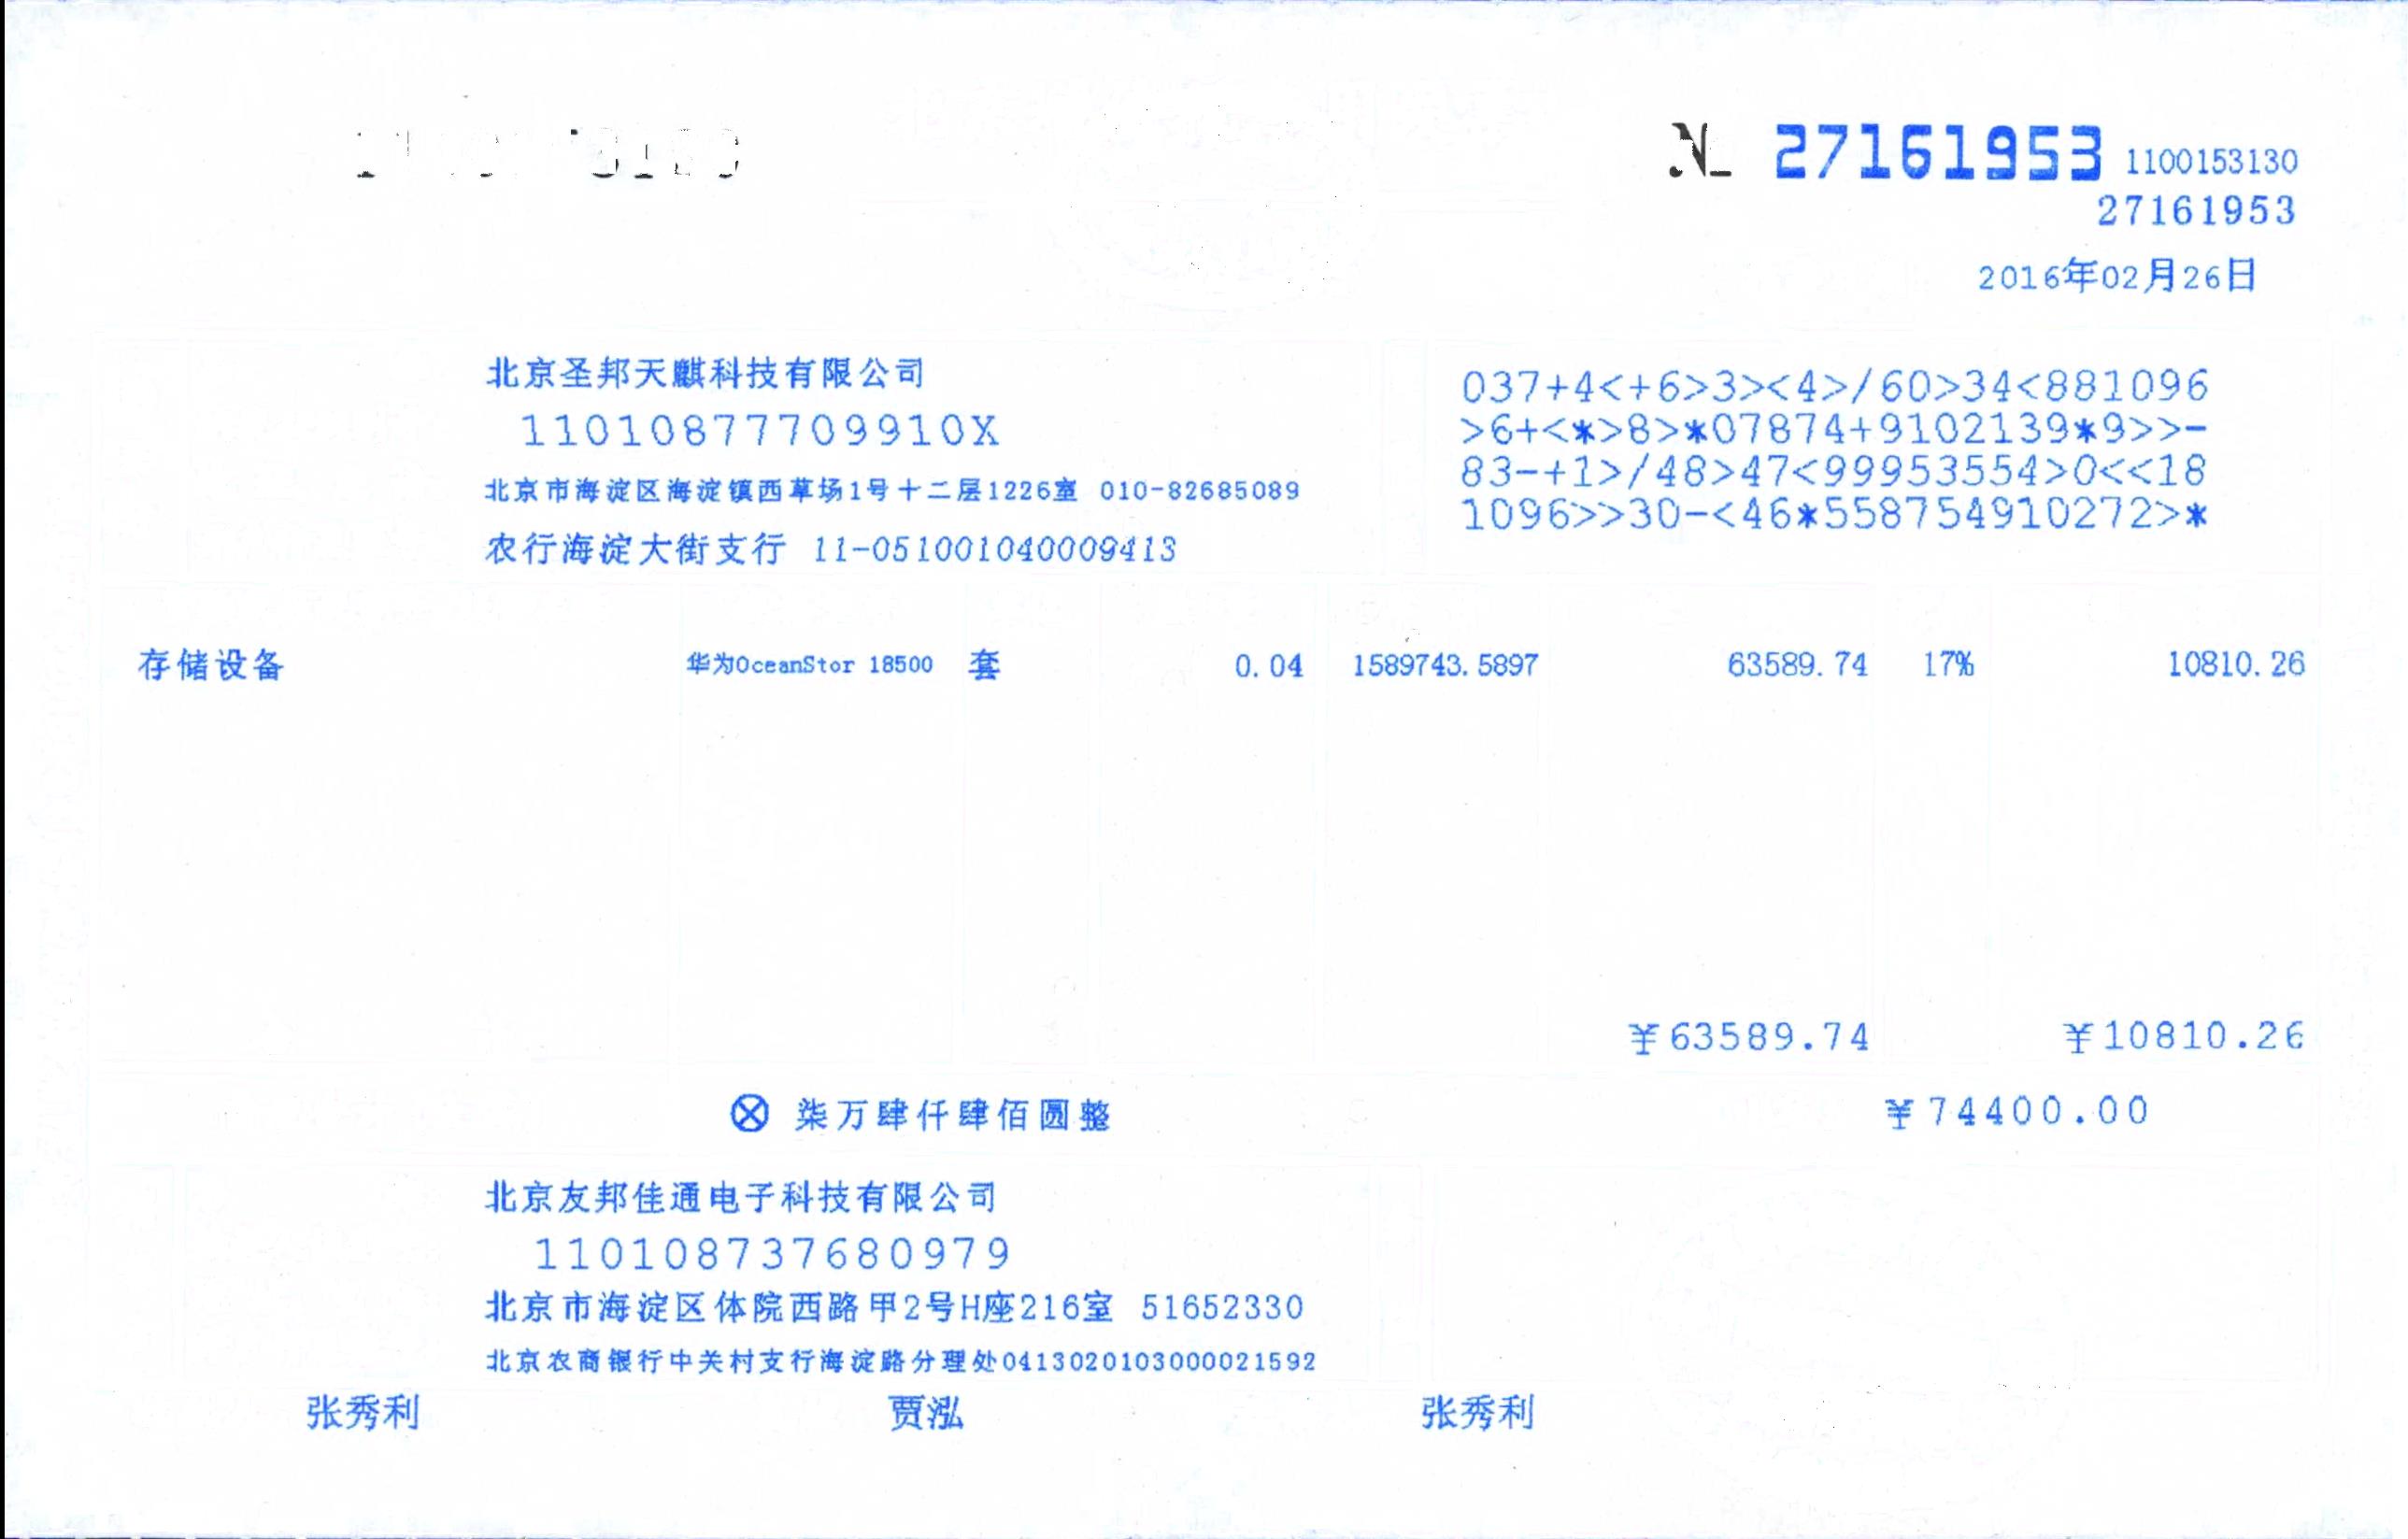 № 27161953 1100153130
27161953
2016年02月26日
北京圣邦天麒科技有限公司
11010877709910X
北京市海淀区海淀镇西草场1号十二层1226室 010-82685089
农行海淀大街支行 11-051001040009413
037+4<+6>3><4>/60>34<881096
>6+<*>8>*07874+9102139*9>>-
83-+1>/48>47<99953554>0<<18
1096>>30-<46*558754910272>*
存储设备 华为OceanStor 18500 套 0.04 1589743.5897 63589.74 17% 10810.26
¥63589.74 ¥10810.26
ⓧ 柒万肆仟肆佰圆整 ¥74400.00
北京友邦佳通电子科技有限公司
110108737680979
北京市海淀区体院西路甲2号H座216室 51652330
北京农商银行中关村支行海淀路分理处0413020103000021592
张秀利 贾泓 张秀利